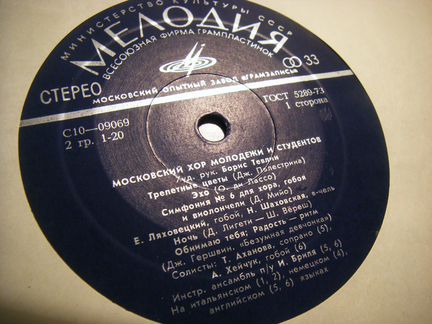 МИНИСТЕРСТВО КУЛЬТУРЫ СССР
МЕЛОДИЯ
ВСЕСОЮЗНАЯ ФИРМА ГРАМПЛАСТИНОК
СТЕРЕО
33
МОСКОВСКИЙ ОПЫТНЫЙ ЗАВОД «ГРАМЗАПИСЬ»
С10—09069
2 гр. 1-20
ГОСТ 5289-73
1 сторона
МОСКОВСКИЙ ХОР МОЛОДЕЖИ И СТУДЕНТОВ
Худ. рук. Борис Тевлин
Трепетные цветы (Дж. Палестрина)
Эхо (О. ди Лассо)
Симфония № 6 для хора, гобоя
и виолончели (Д. Мийо)
Е. Ляховецкий, гобой, Н. Шаховская, в-чель
Ночь (Д. Лигети — Ш. Вёреш)
Обнимаю тебя; Радость — ритм
(Дж. Гершвин. «Безумная девчонка»)
Солисты: Т. Аханова, сопрано (5),
А. Хейчук, гобой (6)
Инстр. ансамбль п/у И. Бриля (5, 6)
На итальянском (1, 2), немецком (4),
английском (5, 6) языках